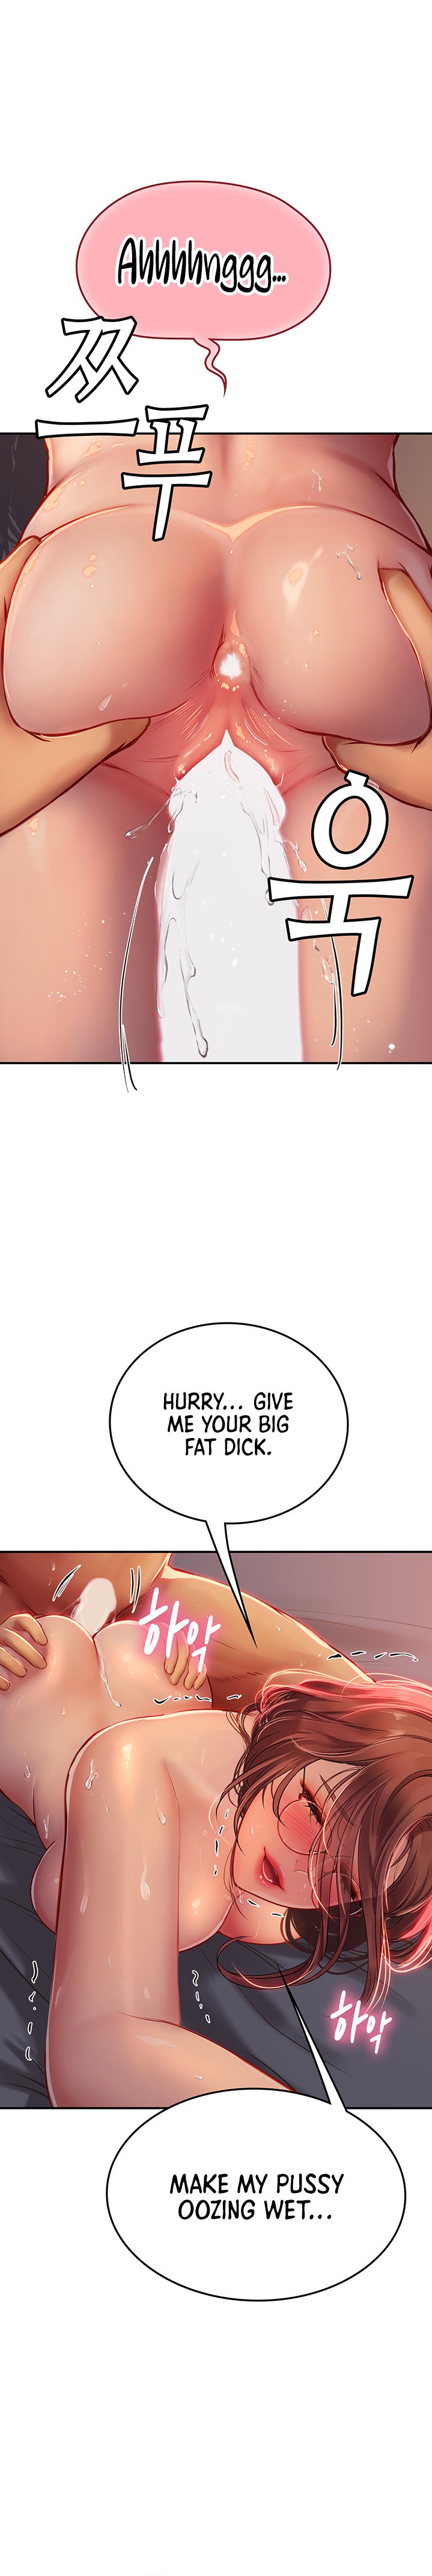 Ahhhhnggg...
쯔
푸
욱
HURRY... GIVE
ME YOUR BIG
FAT DICK.
하악
하악
MAKE MY PUSSY
OOZING WET...